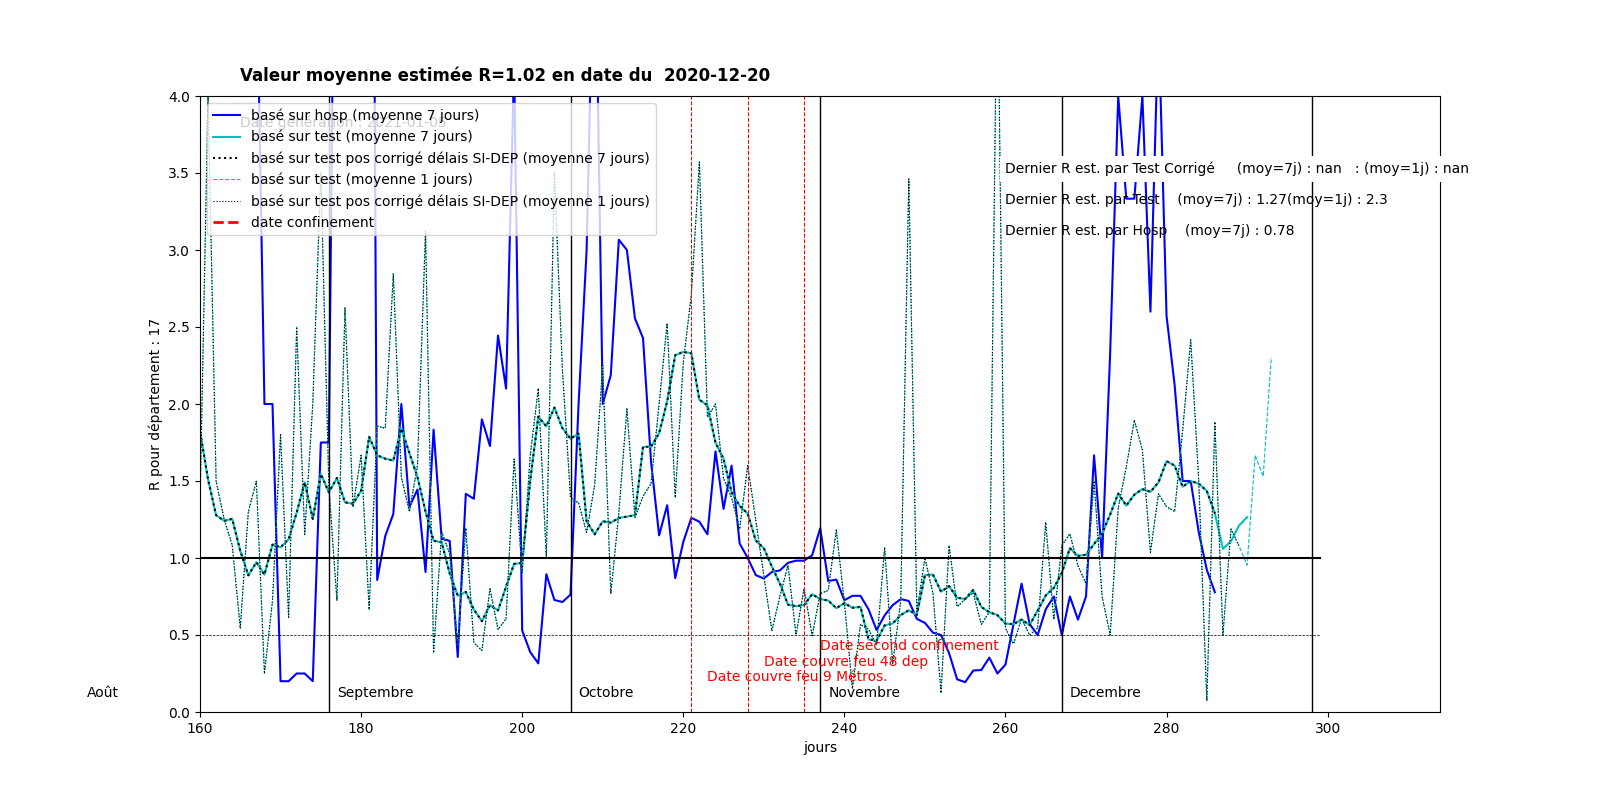 Valeur moyenne estimée R=1.02 en date du  2020-12-20
4.0
3.5
3.0
2.5
2.0
1.5
1.0
0.5
0.0
R pour département : 17
basé sur hosp (moyenne 7 jours)
Date génération : 2021-01-05
basé sur test (moyenne 7 jours)
basé sur test pos corrigé délais SI-DEP (moyenne 7 jours)
basé sur test (moyenne 1 jours)
basé sur test pos corrigé délais SI-DEP (moyenne 1 jours)
date confinement
Dernier R est. par Test Corrigé     (moy=7j) : nan   : (moy=1j) : nan
Dernier R est. par Test    (moy=7j) : 1.27(moy=1j) : 2.3
Dernier R est. par Hosp    (moy=7j) : 0.78
Date second confinement
Date couvre feu 48 dep
Date couvre feu 9 Métros.
Août
Septembre
Octobre
Novembre
Decembre
160
180
200
220
240
260
280
300
jours